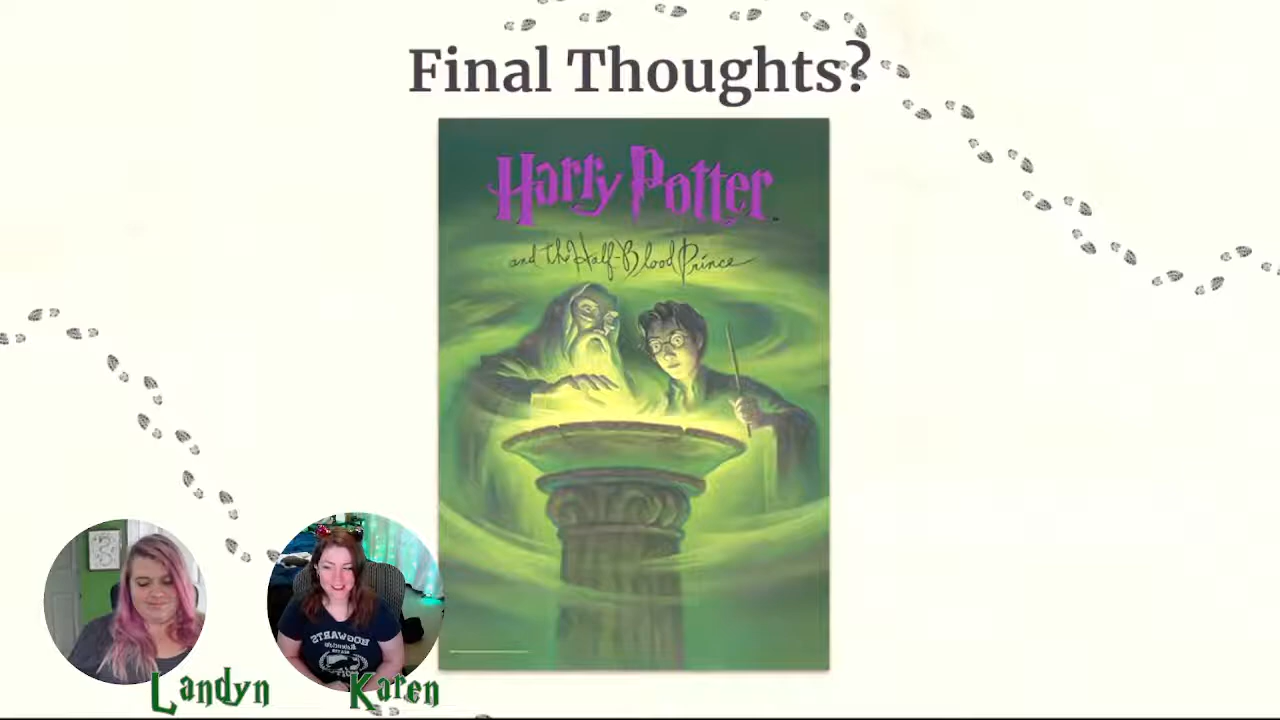 Final Thoughts?
Harry Potter
and the Half-Blood Prince
HOGWARTS
Landyn
Karen